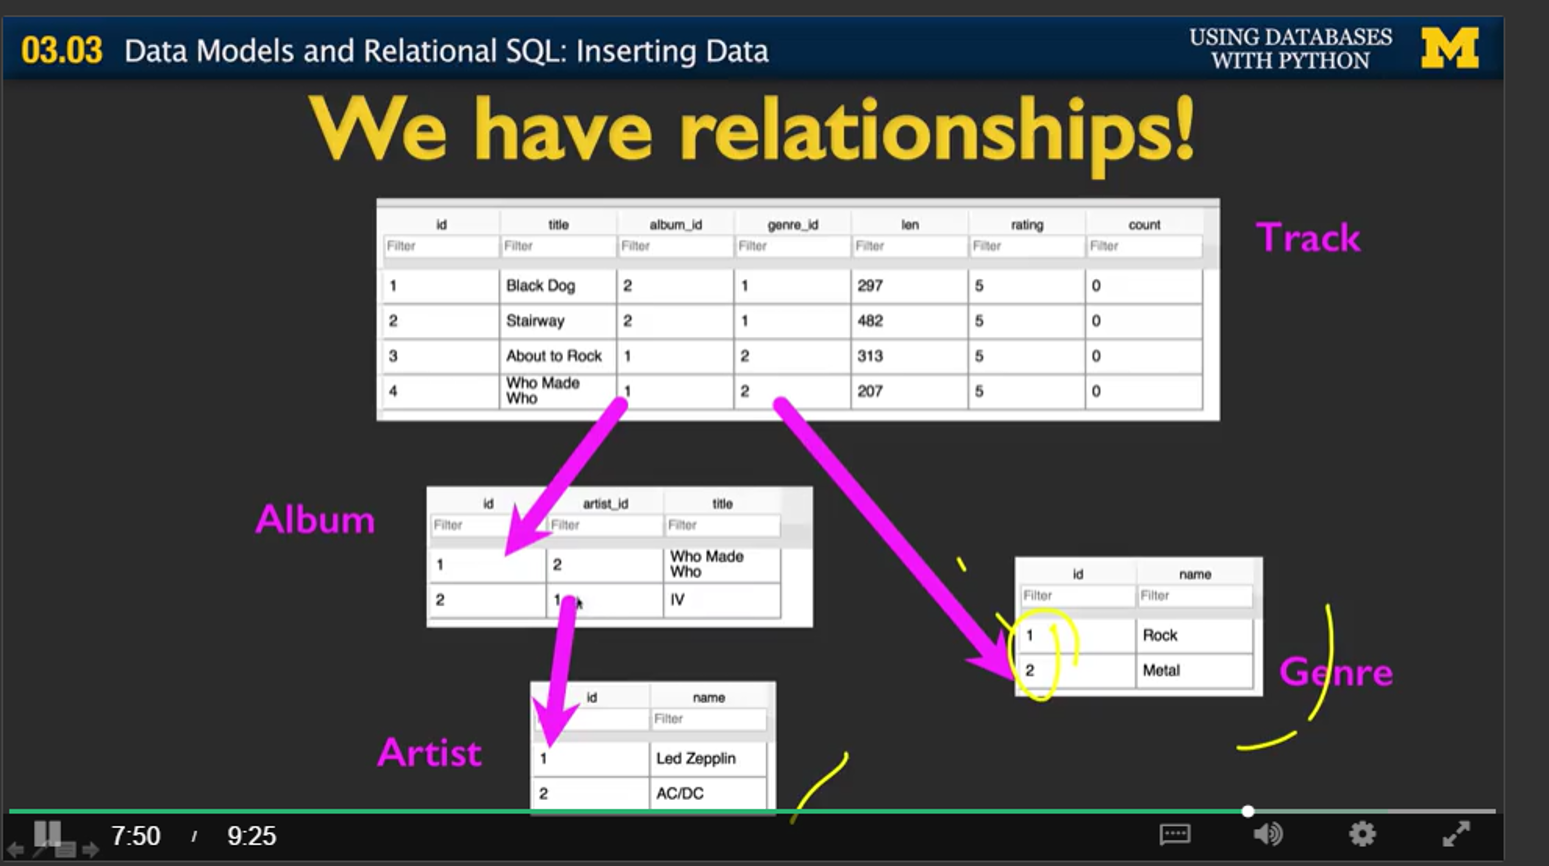 03.03 Data Models and Relational SQL: Inserting Data
USING DATABASES
WITH PYTHON
M
We have relationships!
Track
id title album_id genre_id len rating count
Filter Filter Filter Filter Filter Filter Filter
1 Black Dog 2 1 297 5 0
2 Stairway 2 1 482 5 0
3 About to Rock 1 2 313 5 0
4 Who Made Who 1 2 207 5 0
Album
id artist_id title
Filter Filter Filter
1 2 Who Made Who
2 1 IV
Genre
id name
Filter Filter
1 Rock
2 Metal
Artist
id name
Filter
1 Led Zepplin
2 AC/DC
7:50 / 9:25